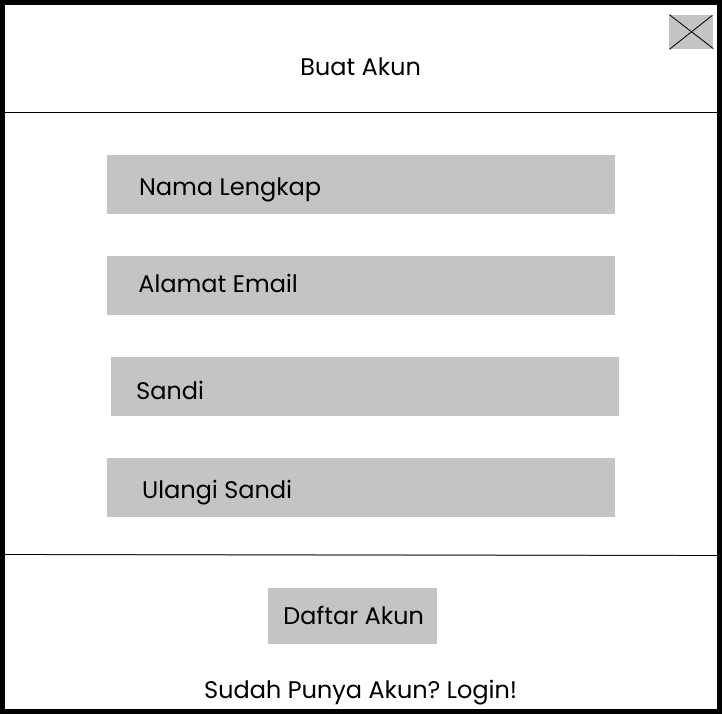 Buat Akun
Nama Lengkap
Alamat Email
Sandi
Ulangi Sandi
Daftar Akun
Sudah Punya Akun? Login!